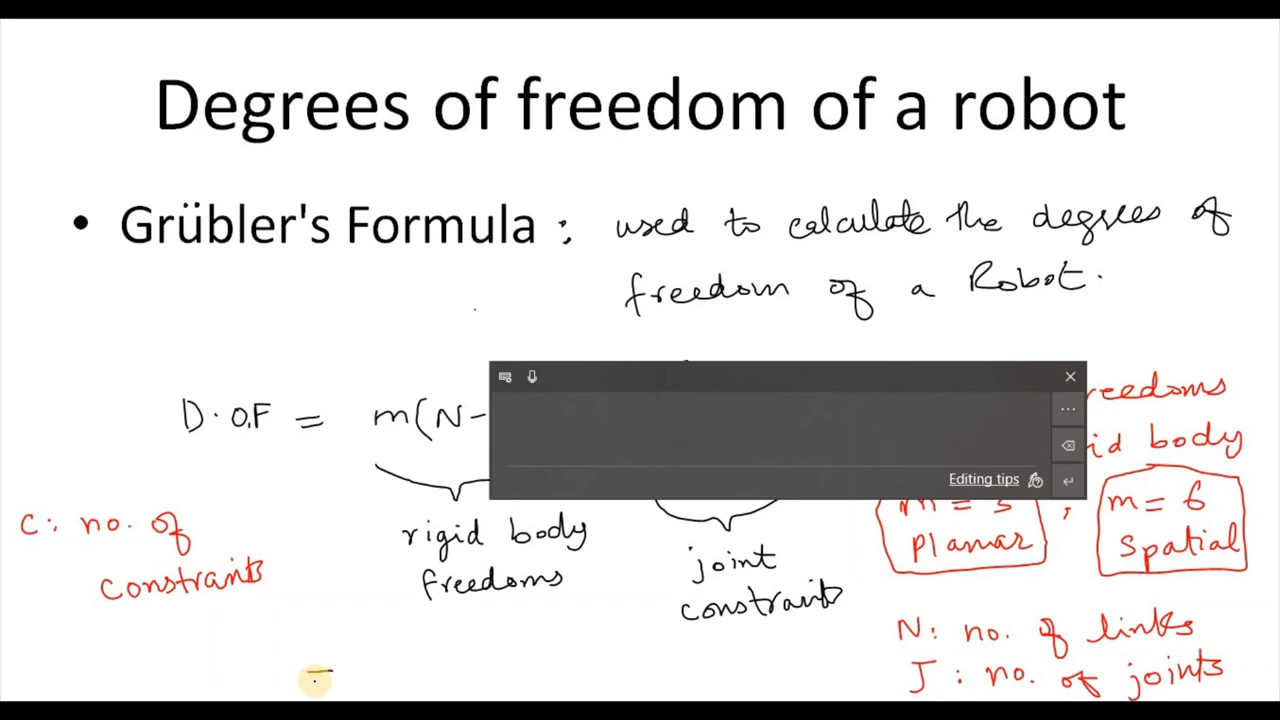 Degrees of freedom of a robot
• Grübler's Formula : used to calculate the degrees of
freedom of a Robot.
D.O.F = m(N-
reedoms
id body
Editing tips
m = 3 planar , m = 6 spatial
C: no. of
constraints
rigid body
freedoms
joint
constraints
N: no. of links
J: no. of joints